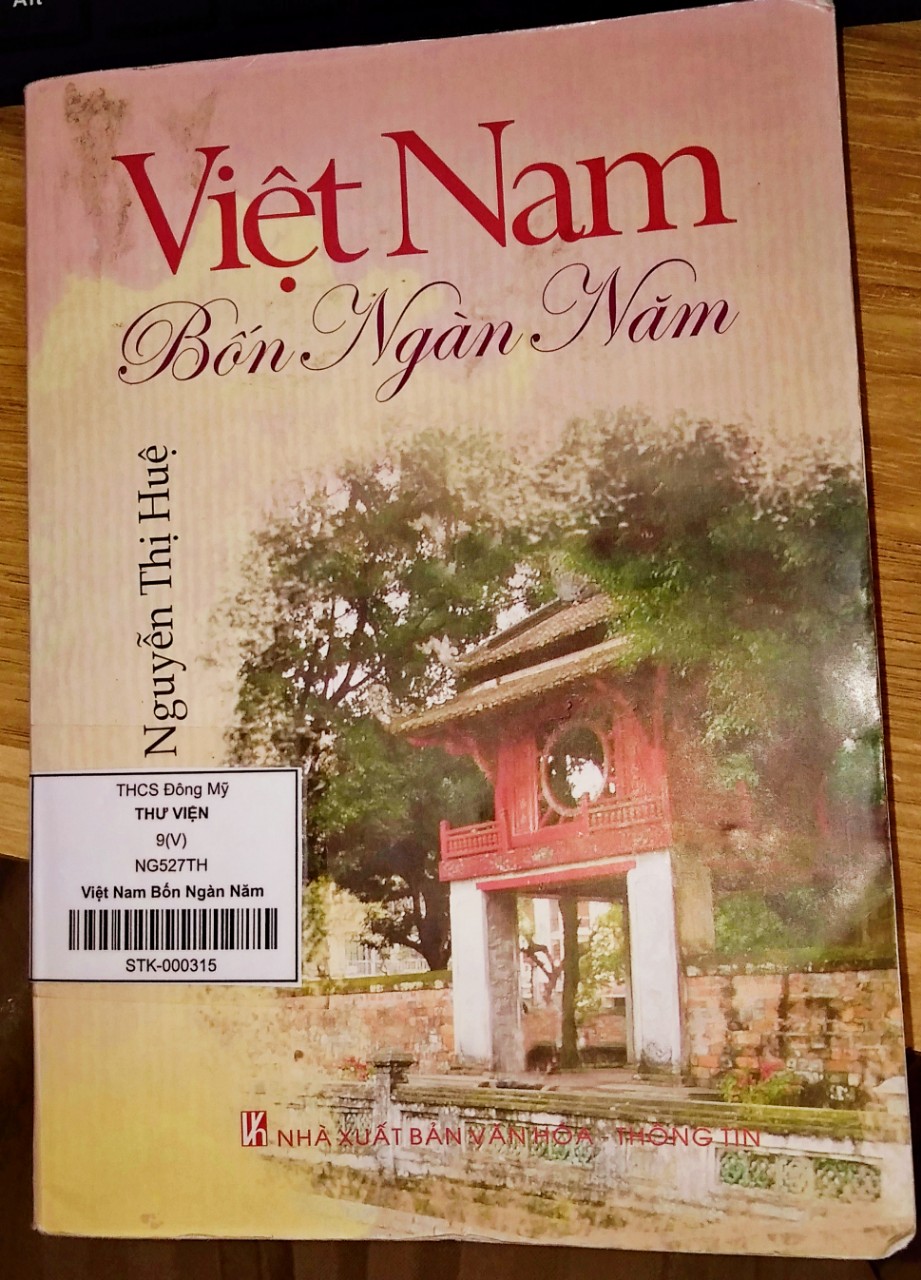 Alt
Việt Nam
Bốn Ngàn Năm
Nguyễn Thị Huệ
THCS Đông Mỹ
THƯ VIỆN
9(V)
NG527TH
Việt Nam Bốn Ngàn Năm
STK-000315
NHÀ XUẤT BẢN VĂN HÓA - THÔNG TIN